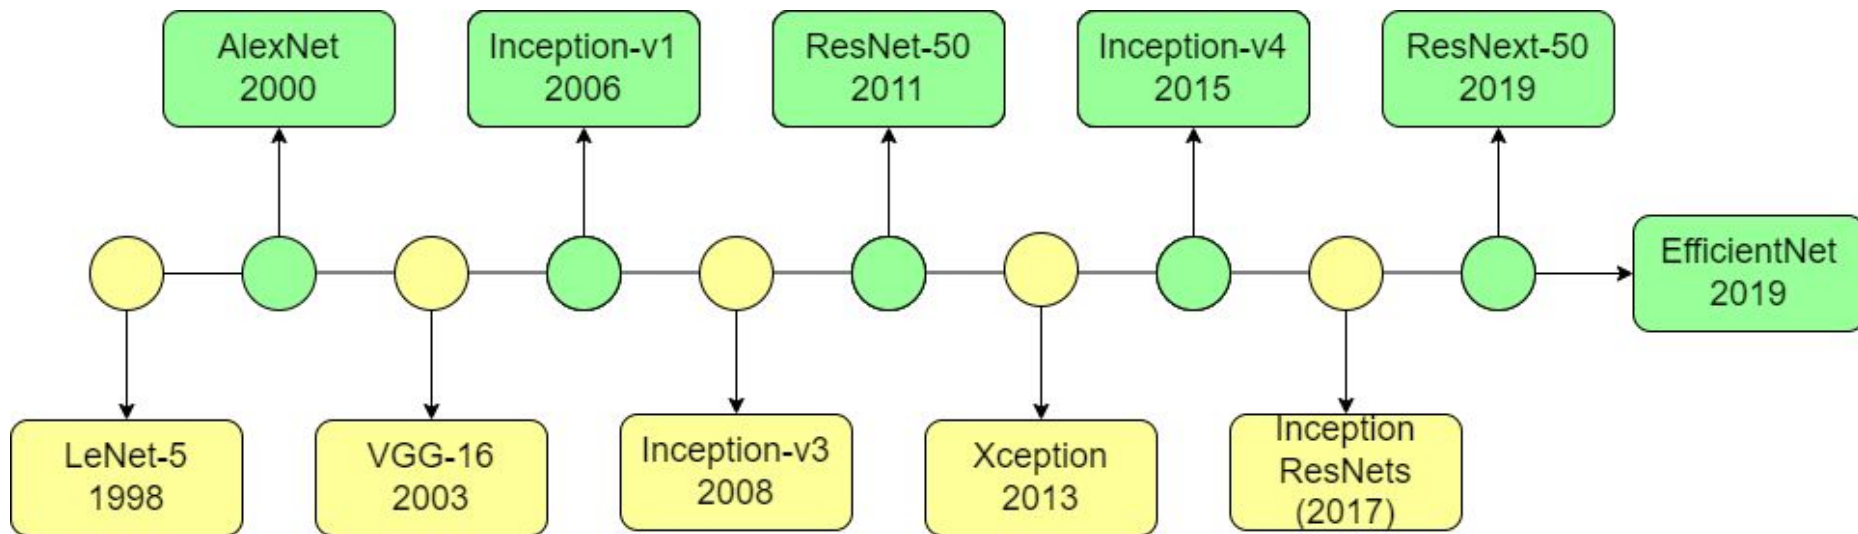 AlexNet
2000
Inception-v1
2006
ResNet-50
2011
Inception-v4
2015
ResNext-50
2019
EfficientNet
2019
LeNet-5
1998
VGG-16
2003
Inception-v3
2008
Xception
2013
Inception
ResNets
(2017)